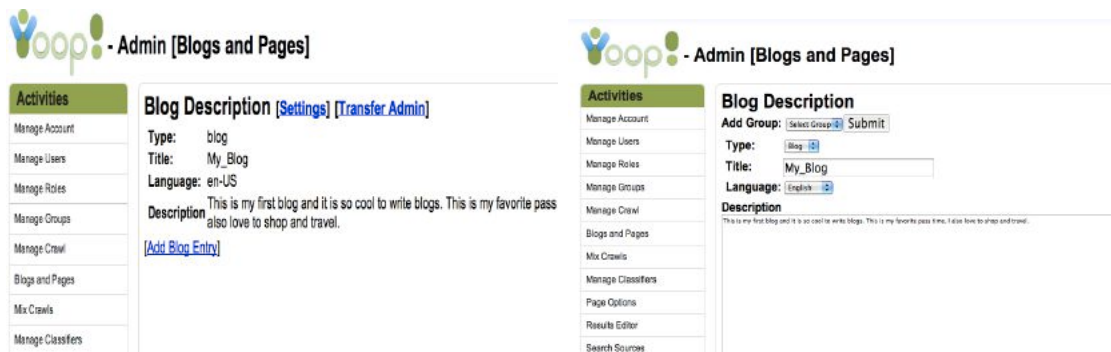 Yoop! - Admin [Blogs and Pages]
Activities
Manage Account
Manage Users
Manage Roles
Manage Groups
Manage Crawl
Blogs and Pages
Mix Crawls
Manage Classifiers
Blog Description [Settings] [Transfer Admin]
Type: blog
Title: My_Blog
Language: en-US
Description This is my first blog and it is so cool to write blogs. This is my favorite pass
also love to shop and travel.
[Add Blog Entry]
Yoop! - Admin [Blogs and Pages]
Activities
Manage Account
Manage Users
Manage Roles
Manage Groups
Manage Crawl
Blogs and Pages
Mix Crawls
Manage Classifiers
Page Options
Results Editor
Search Sources
Blog Description
Add Group: Select Group Submit
Type: Blog
Title: My_Blog
Language: English
Description
This is my first blog and it is so cool to write blogs. This is my favorite pass time. I also love to shop and travel.